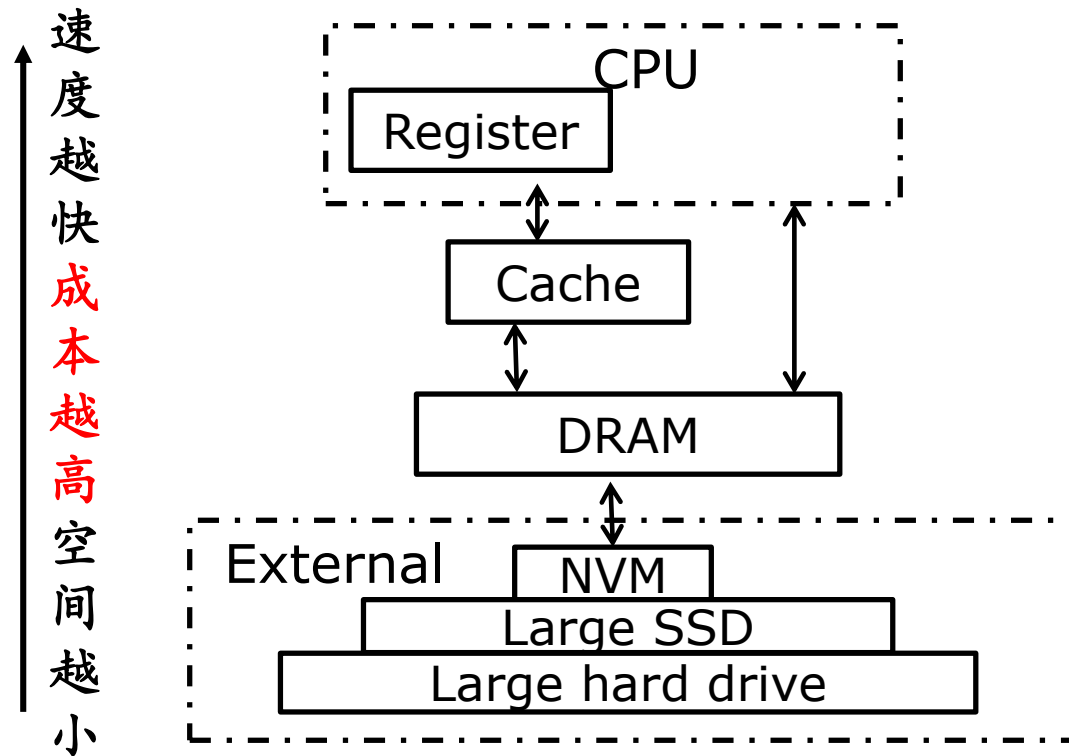 速度越快成本越高空间越小
CPU
Register
Cache
DRAM
External
NVM
Large SSD
Large hard drive